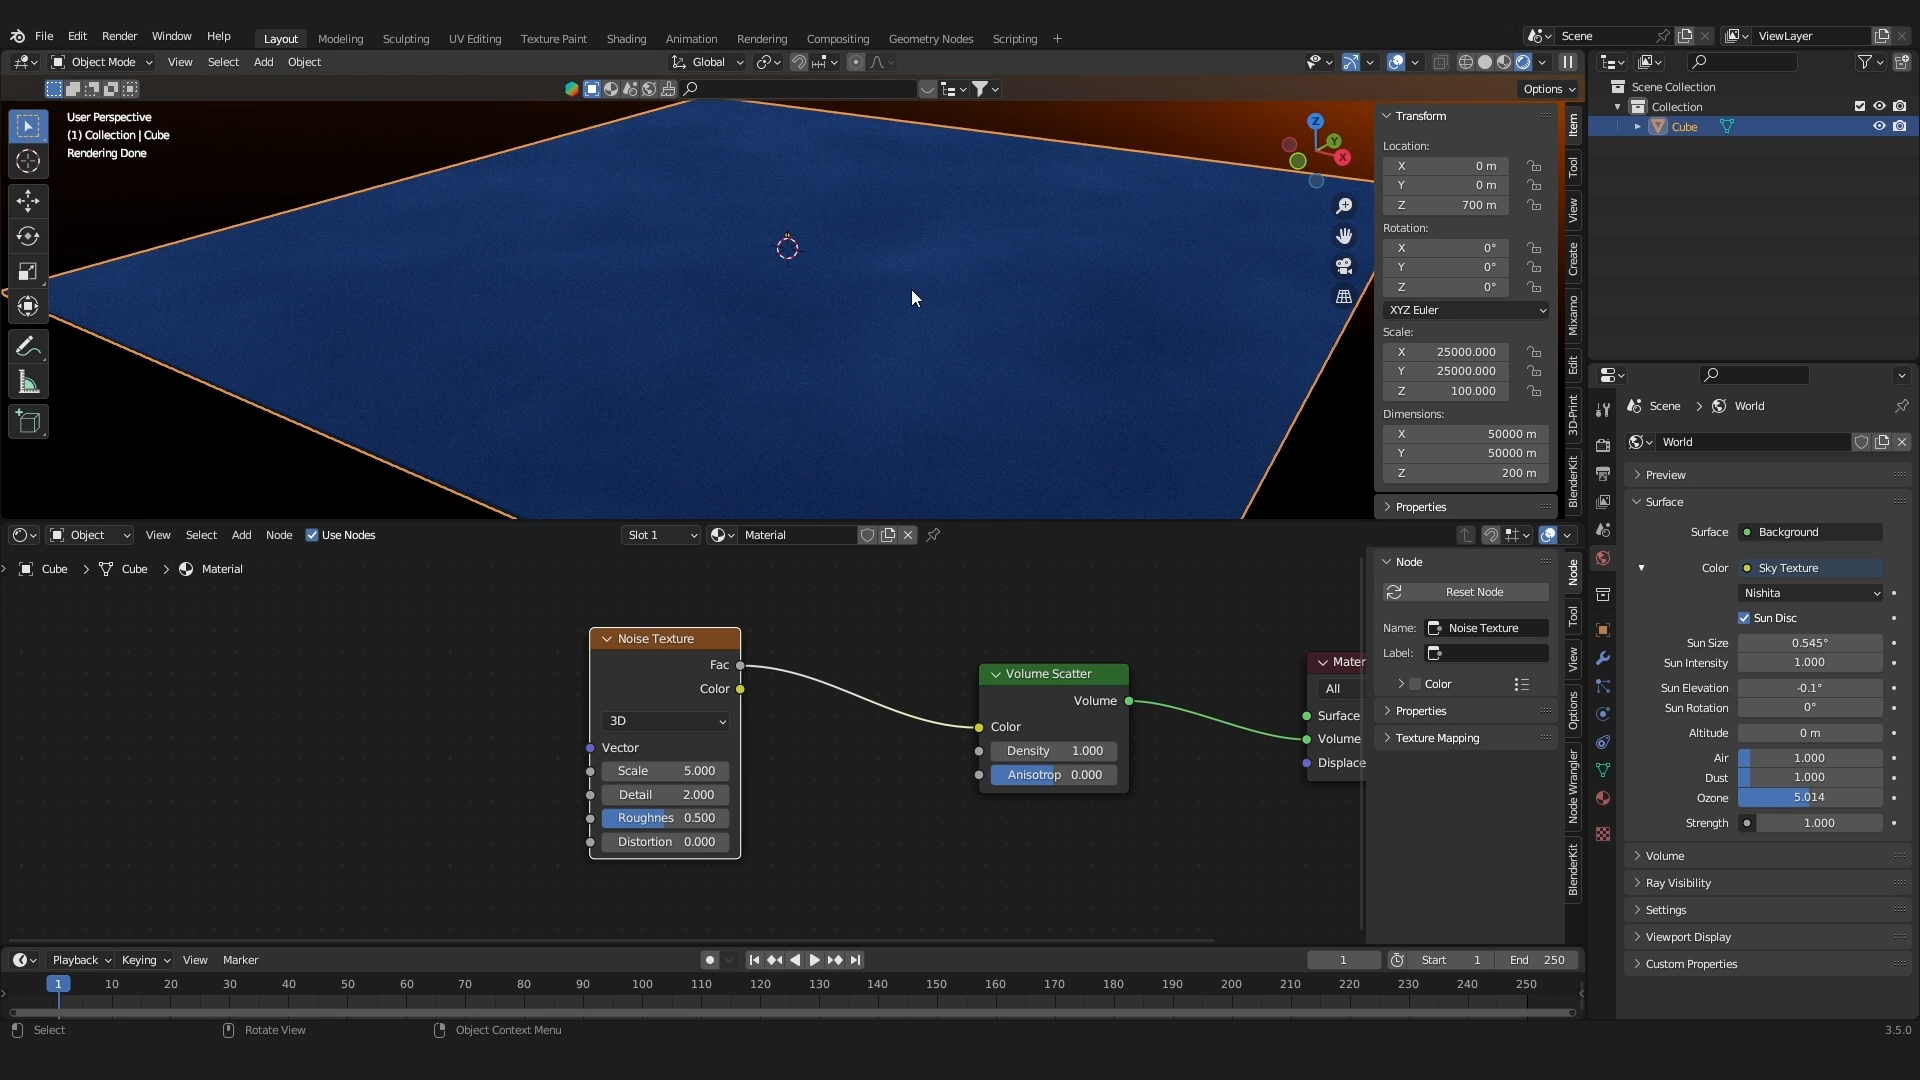 File Edit Render Window Help Layout Modeling Sculpting UV Editing Texture Paint Shading Animation Rendering Compositing Geometry Nodes Scripting + Scene ViewLayer
Object Mode View Select Add Object Global
Options
User Perspective
(1) Collection | Cube
Rendering Done
Z
Y
X
Transform
Location:
X 0 m
Y 0 m
Z 700 m
Rotation:
X 0°
Y 0°
Z 0°
XYZ Euler
Scale:
X 25000.000
Y 25000.000
Z 100.000
Dimensions:
X 50000 m
Y 50000 m
Z 200 m
Properties
Item
Tool
View
Create
Mixamo
Edit
3D-Print
BlenderKit
Scene Collection
Collection
Cube
Object View Select Add Node Use Nodes Slot 1 Material
Cube Cube Material
Noise Texture
Fac
Color
3D
Vector
Scale 5.000
Detail 2.000
Roughnes 0.500
Distortion 0.000
Volume Scatter
Volume
Color
Density 1.000
Anisotrop 0.000
Mater
All
Surface
Volume
Displace
Node
Reset Node
Name: Noise Texture
Label:
Color
Properties
Texture Mapping
Node
Tool
View
Options
Node Wrangler
BlenderKit
Scene World
World
Preview
Surface
Surface Background
Color Sky Texture
Nishita
Sun Disc
Sun Size 0.545°
Sun Intensity 1.000
Sun Elevation -0.1°
Sun Rotation 0°
Altitude 0 m
Air 1.000
Dust 1.000
Ozone 5.014
Strength 1.000
Volume
Ray Visibility
Settings
Viewport Display
Custom Properties
Playback Keying View Marker 1 Start 1 End 250
1 10 20 30 40 50 60 70 80 90 100 110 120 130 140 150 160 170 180 190 200 210 220 230 240 250
Select Rotate View Object Context Menu 3.5.0